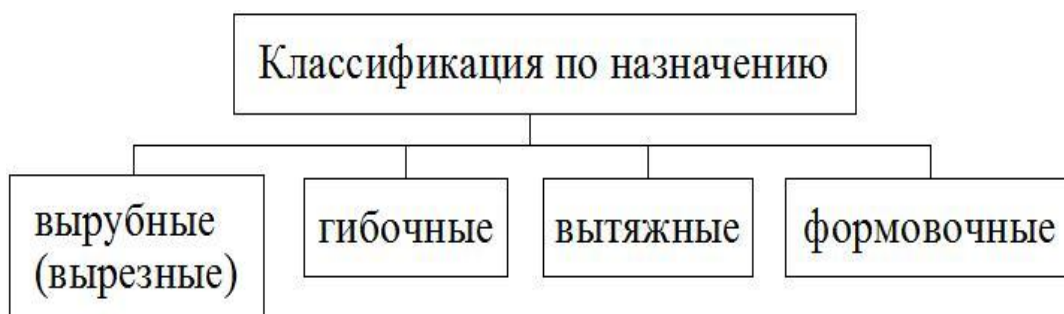 Классификация по назначению
вырубные
(вырезные)
гибочные
вытяжные
формовочные